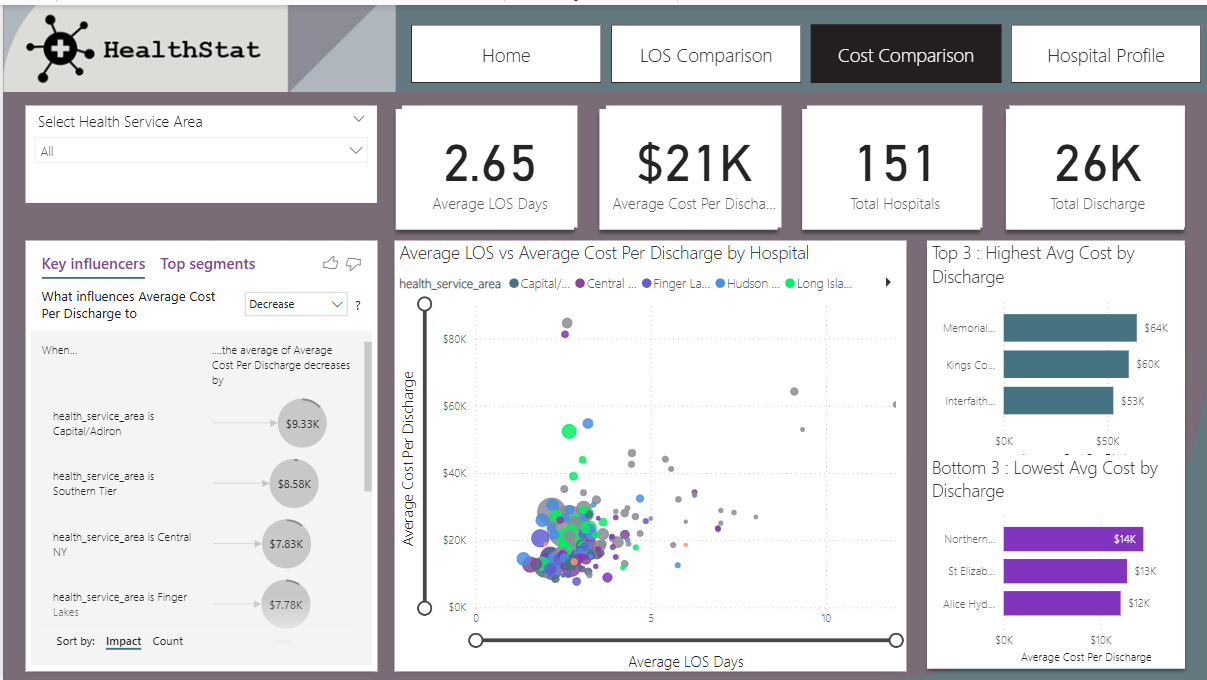 HealthStat
Home
LOS Comparison
Cost Comparison
Hospital Profile
Select Health Service Area
All
2.65
Average LOS Days
$21K
Average Cost Per Discha...
151
Total Hospitals
26K
Total Discharge
Key influencers
Top segments
What influences Average Cost
Per Discharge to
Decrease
?
When...
....the average of Average
Cost Per Discharge decreases
by
health_service_area is
Capital/Adiron
$9.33K
health_service_area is
Southern Tier
$8.58K
health_service_area is Central
NY
$7.83K
health_service_area is Finger
Lakes
$7.78K
Sort by:
Impact
Count
Average LOS vs Average Cost Per Discharge by Hospital
health_service_area
Capital/...
Central ...
Finger La...
Hudson ...
Long Isla...
Average Cost Per Discharge
$80K
$60K
$40K
$20K
$0K
0
5
10
Average LOS Days
Top 3 : Highest Avg Cost by
Discharge
Memorial...
$64K
Kings Co...
$60K
Interfaith...
$53K
$0K
$50K
Bottom 3 : Lowest Avg Cost by
Discharge
Northern...
$14K
St Elizab...
$13K
Alice Hyd...
$12K
$0K
$10K
Average Cost Per Discharge